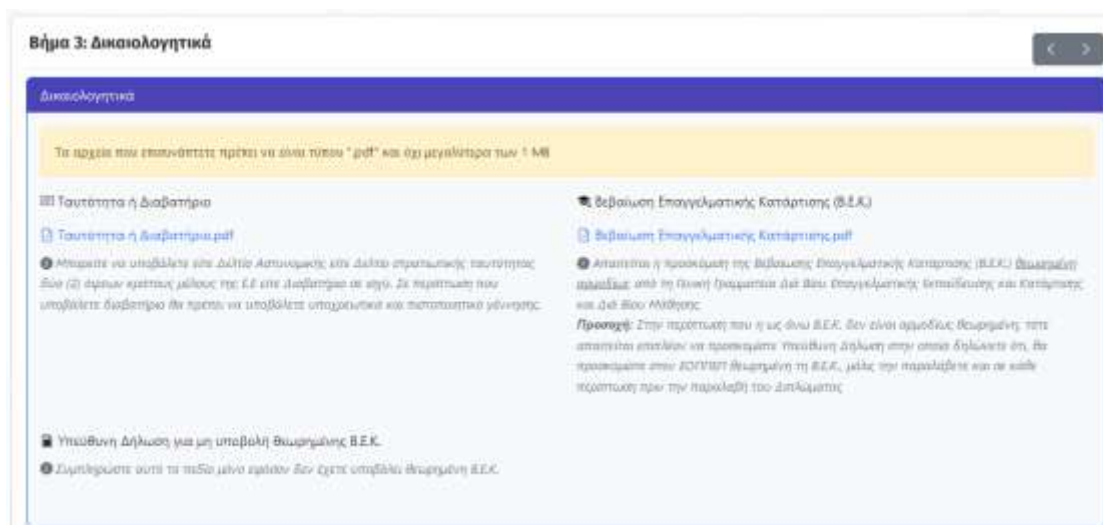 Βήμα 3: Δικαιολογητικά
Δικαιολογητικά
Τα αρχεία που επισυνάπτετε πρέπει να είναι τύπου ".pdf" και όχι μεγαλύτερα των 1 MB
Ταυτότητα ή Διαβατήριο
Ταυτότητα ή Διαβατήριο.pdf
Μπορείτε να υποβάλετε είτε Δελτίο Αστυνομικής είτε Δελτίο στρατιωτικής ταυτότητας
δύο (2) όψεων κράτους μέλους της Ε.Ε είτε Διαβατήριο σε ισχύ. Σε περίπτωση που
υποβάλετε διαβατήριο θα πρέπει να υποβάλετε υποχρεωτικά και πιστοποιητικό γέννησης.
Βεβαίωση Επαγγελματικής Κατάρτισης (Β.Ε.Κ.)
Βεβαίωση Επαγγελματικής Κατάρτισης.pdf
Απαιτείται η προσκόμιση της Βεβαίωσης Επαγγελματικής Κατάρτισης (Β.Ε.Κ.) θεωρημένη
αρμοδίως από τη Γενική Γραμματεία Διά Βίου Επαγγελματικής Εκπαίδευσης και Κατάρτισης
και Διά Βίου Μάθησης.
Προσοχή: Στην περίπτωση που η ως άνω Β.Ε.Κ. δεν είναι αρμοδίως θεωρημένη, τότε
απαιτείται επιπλέον να προσκομίσετε Υπεύθυνη Δήλωση στην οποία δηλώνετε ότι, θα
προσκομίσετε στον ΕΟΠΠΕΠ θεωρημένη τη Β.Ε.Κ., μόλις την παραλάβετε και σε κάθε
περίπτωση πριν την παραλαβή του Διπλώματος
Υπεύθυνη Δήλωση για μη υποβολή θεωρημένης Β.Ε.Κ.
Συμπληρώστε αυτό το πεδίο μόνο εφόσον δεν έχετε υποβάλει θεωρημένη Β.Ε.Κ.